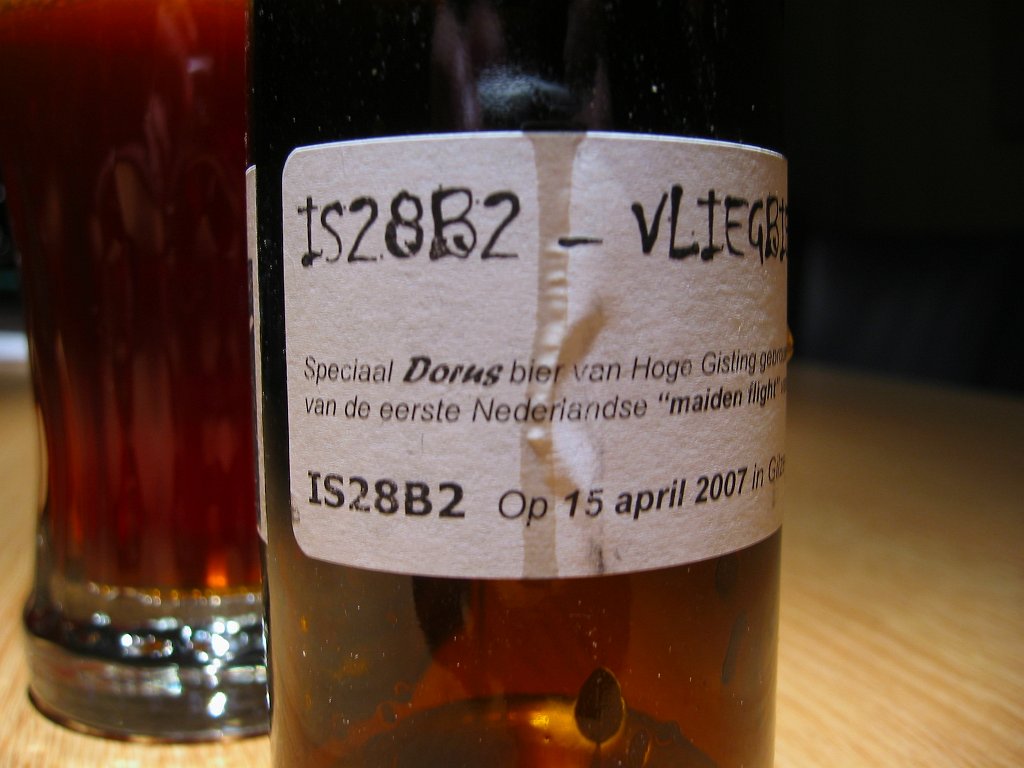 IS28B2 - VLIEGBI
Speciaal Dorus bier van Hoge Gisting
van de eerste Nederlandse "maiden flight"
IS28B2 Op 15 april 2007 in